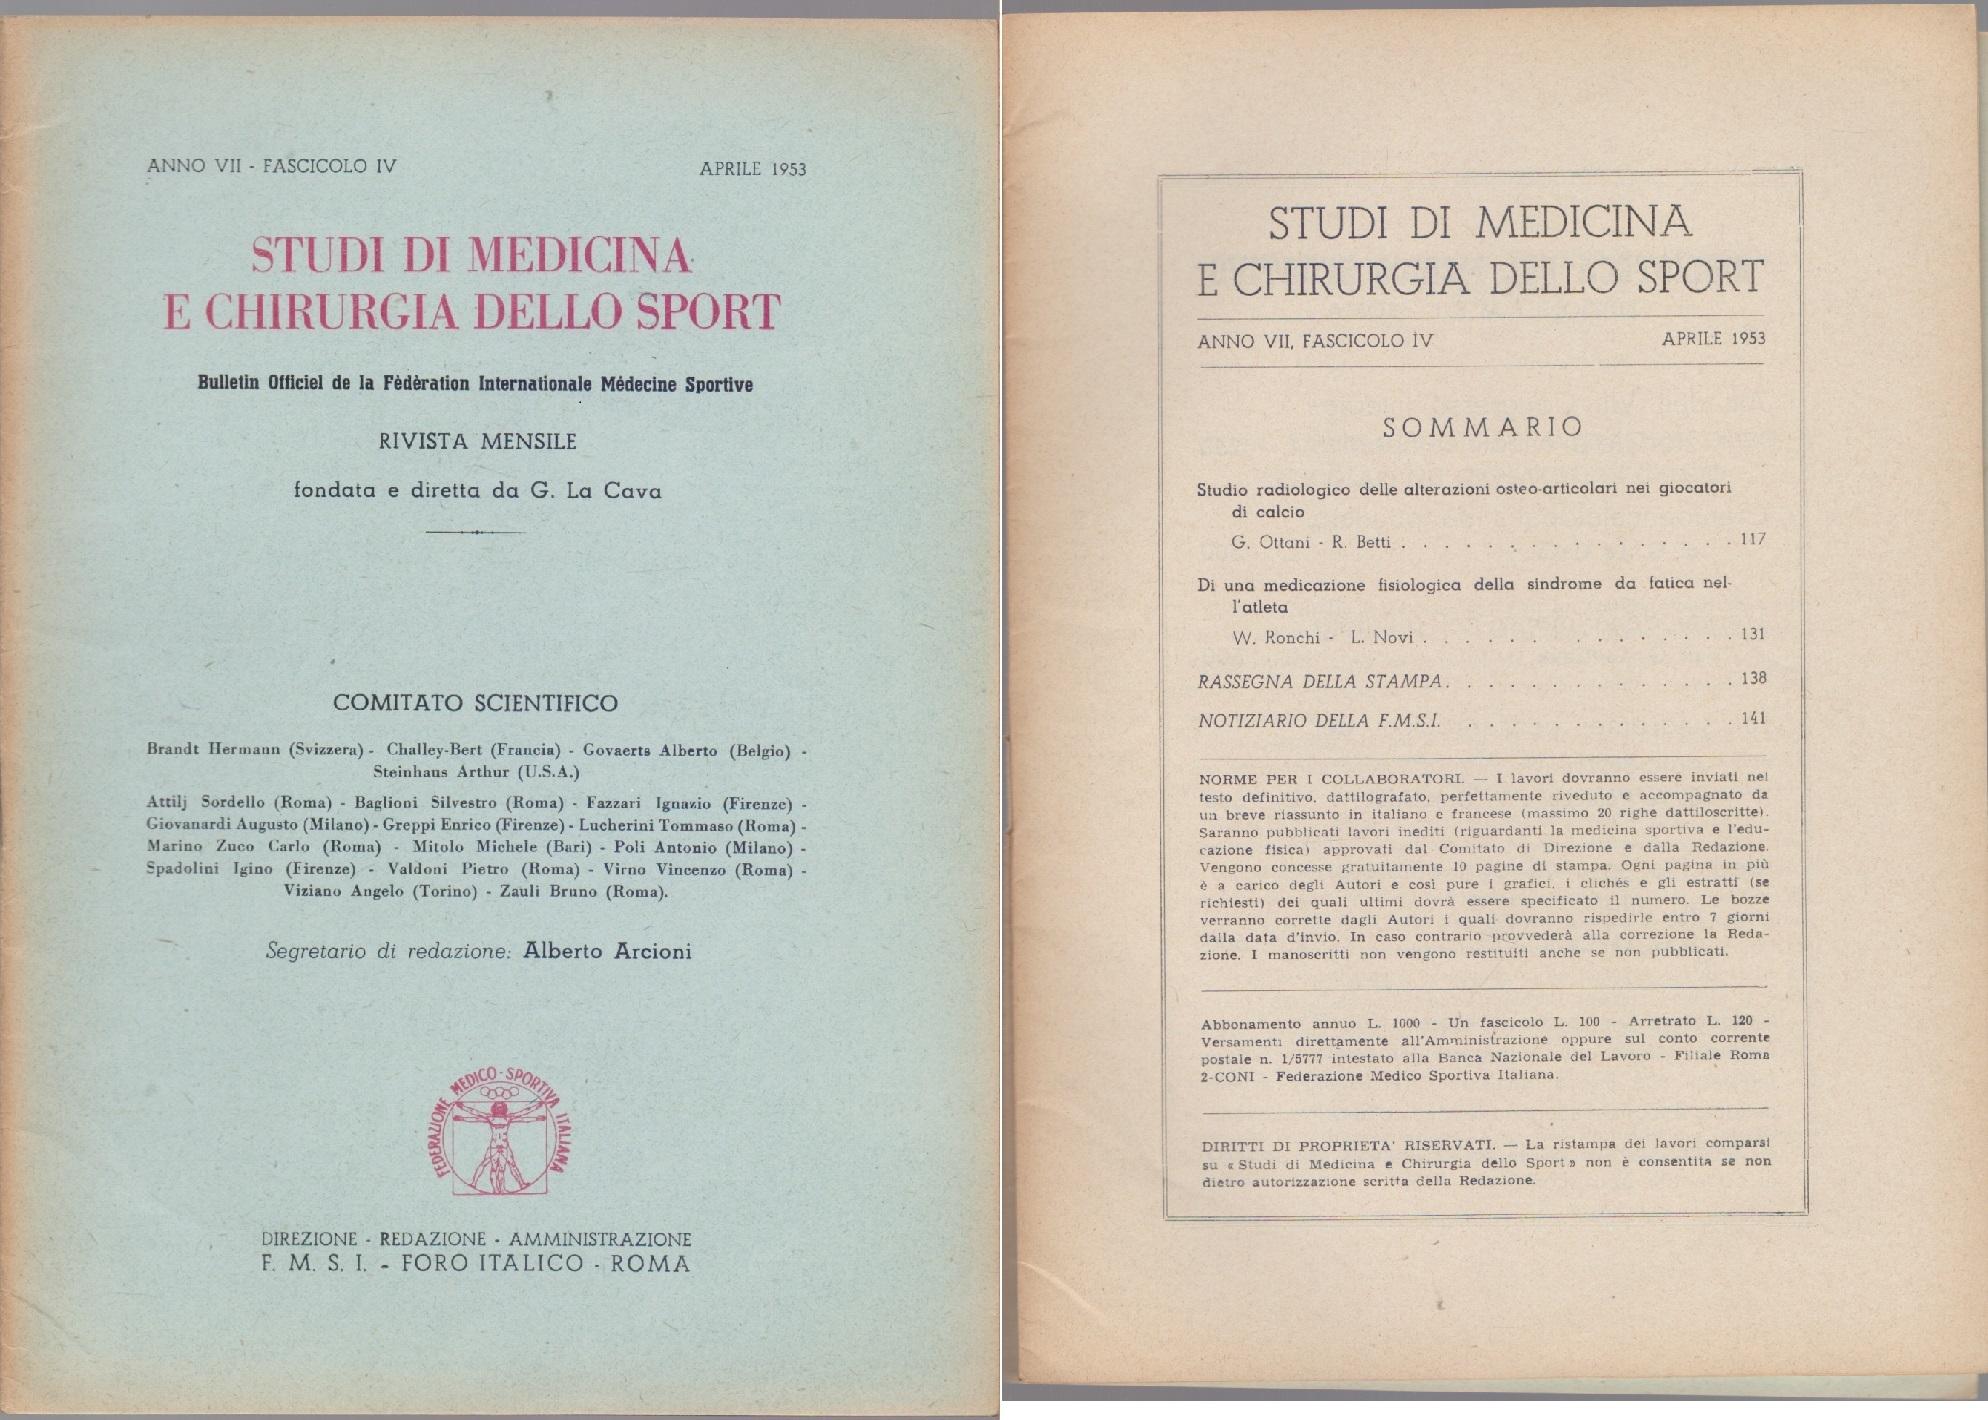 ANNO VII - FASCICOLO IV APRILE 1953
STUDI DI MEDICINA
E CHIRURGIA DELLO SPORT
Bulletin Officiel de la Fèdèration Internationale Mèdecine Sportive
RIVISTA MENSILE
fondata e diretta da G. La Cava
COMITATO SCIENTIFICO
Brandt Hermann (Svizzera) - Challey-Bert (Francia) - Govaerts Alberto (Belgio) -
Steinhaus Arthur (U.S.A.)
Attilj Sordello (Roma) - Baglioni Silvestro (Roma) - Fazzari Ignazio (Firenze) -
Giovanardi Augusto (Milano) - Greppi Enrico (Firenze) - Lucherini Tommaso (Roma) -
Marino Zuco Carlo (Roma) - Mitolo Michele (Bari) - Poli Antonio (Milano) -
Spadolini Igino (Firenze) - Valdoni Pietro (Roma) - Virno Vincenzo (Roma) -
Viziano Angelo (Torino) - Zauli Bruno (Roma).
Segretario di redazione: Alberto Arcioni
FEDERAZIONE MEDICO-SPORTIVA ITALIANA
DIREZIONE - REDAZIONE - AMMINISTRAZIONE
F. M. S. I. - FORO ITALICO - ROMA
STUDI DI MEDICINA
E CHIRURGIA DELLO SPORT
ANNO VII, FASCICOLO IV APRILE 1953
SOMMARIO
Studio radiologico delle alterazioni osteo-articolari nei giocatori
di calcio
G. Ottani - R. Betti . . . . . . . . . . . . . . . . 117
Di una medicazione fisiologica della sindrome da fatica nel-
l'atleta
W. Ronchi - L. Novi . . . . . . . . . . . . . . . 131
RASSEGNA DELLA STAMPA . . . . . . . . . . . . . . 138
NOTIZIARIO DELLA F.M.S.I. . . . . . . . . . . . . . 141
NORME PER I COLLABORATORI. — I lavori dovranno essere inviati nel
testo definitivo, dattilografato, perfettamente riveduto e accompagnato da
un breve riassunto in italiano e francese (massimo 20 righe dattiloscritte).
Saranno pubblicati lavori inediti (riguardanti la medicina sportiva e l'edu-
cazione fisica) approvati dal Comitato di Direzione e dalla Redazione.
Vengono concesse gratuitamente 10 pagine di stampa. Ogni pagina in più
è a carico degli Autori e così pure i grafici, i clichés e gli estratti (se
richiesti) dei quali ultimi dovrà essere specificato il numero. Le bozze
verranno corrette dagli Autori i quali dovranno rispedirle entro 7 giorni
dalla data d'invio. In caso contrario provvederà alla correzione la Reda-
zione. I manoscritti non vengono restituiti anche se non pubblicati.
Abbonamento annuo L. 1000 - Un fascicolo L. 100 - Arretrato L. 120 -
Versamenti direttamente all'Amministrazione oppure sul conto corrente
postale n. 1/5777 intestato alla Banca Nazionale del Lavoro - Filiale Roma
2-CONI - Federazione Medico Sportiva Italiana.
DIRITTI DI PROPRIETA' RISERVATI. — La ristampa dei lavori comparsi
su « Studi di Medicina e Chirurgia dello Sport » non è consentita se non
dietro autorizzazione scritta della Redazione.